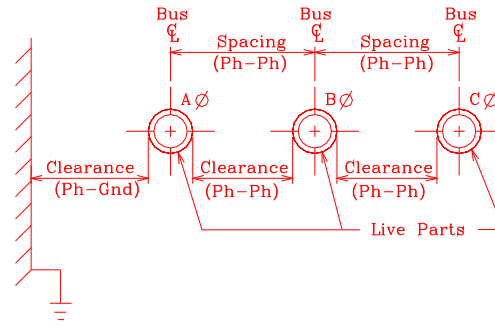 Bus Bus Bus
℄ ℄ ℄
Spacing Spacing
(Ph-Ph) (Ph-Ph)
AØ BØ CØ
Clearance Clearance Clearance
(Ph-Gnd) (Ph-Ph) (Ph-Ph)
Live Parts